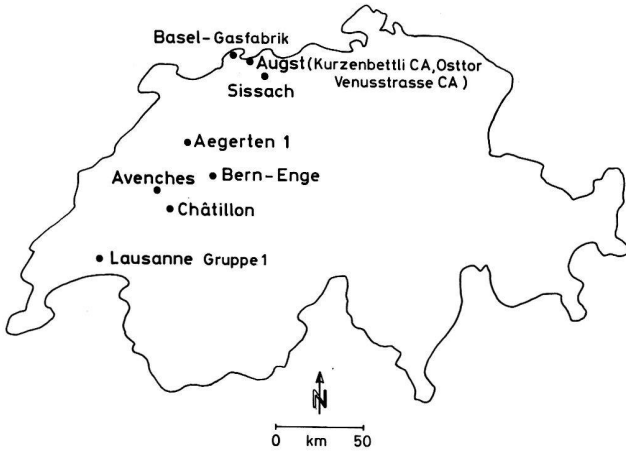 Basel-Gasfabrik
Augst (Kurzenbettli CA, Osttor
Venusstrasse CA)
Sissach
Aegerten 1
Bern-Enge
Avenches
Châtillon
Lausanne Gruppe 1
N
0 km 50